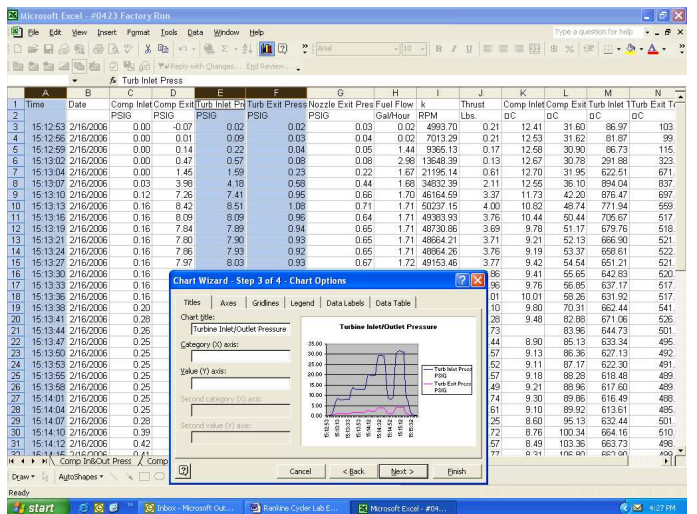 Microsoft Excel - #0423 Factory Run
File Edit View Insert Format Tools Data Window Help
Type a question for help
Arial 10
Reply with Changes... End Review...
fx Turb Inlet Press
A B C D E F G H I J K L M N
1 Time Date Comp Inlet Comp Exit Turb Inlet Pre Turb Exit Press Nozzle Exit Pres Fuel Flow k Thrust Comp Inlet Comp Exit Turb Inlet T Turb Exit Te
2 PSIG PSIG PSIG PSIG PSIG Gal/Hour RPM Lbs. ¤C ¤C ¤C ¤C
3 15:12:53 2/16/2006 0.00 -0.07 0.02 0.02 0.03 0.02 4993.70 0.21 12.41 31.60 86.97 103.
4 15:12:56 2/16/2006 0.00 0.01 0.09 0.03 0.04 0.02 7013.29 0.21 12.53 31.62 81.87 99.
5 15:12:59 2/16/2006 0.00 0.14 0.22 0.04 0.05 1.44 9365.13 0.17 12.58 30.90 86.73 115.
6 15:13:02 2/16/2006 0.00 0.47 0.57 0.08 0.08 2.98 13648.39 0.13 12.67 30.78 291.88 323.
7 15:13:04 2/16/2006 0.00 1.45 1.59 0.23 0.22 1.67 21195.14 0.61 12.70 31.95 622.51 671.
8 15:13:07 2/16/2006 0.03 3.98 4.18 0.58 0.44 1.68 34832.39 2.11 12.55 36.10 894.04 837.
9 15:13:10 2/16/2006 0.12 7.26 7.41 0.95 0.66 1.70 46164.59 3.37 11.73 42.20 876.47 697.
10 15:13:13 2/16/2006 0.16 8.42 8.51 1.08 0.71 1.71 50237.15 4.00 10.82 48.74 771.94 559.
11 15:13:16 2/16/2006 0.16 8.09 8.09 0.96 0.64 1.71 49383.93 3.76 10.44 50.44 705.67 517.
12 15:13:19 2/16/2006 0.16 7.84 7.89 0.94 0.65 1.71 48730.86 3.69 9.78 51.17 679.76 518.
13 15:13:21 2/16/2006 0.16 7.80 7.90 0.93 0.65 1.71 48664.21 3.71 9.21 52.13 666.90 521.
14 15:13:24 2/16/2006 0.16 7.86 7.93 0.92 0.65 1.71 48864.26 3.76 9.19 53.37 658.61 522.
15 15:13:27 2/16/2006 0.16 7.97 8.03 0.93 0.67 1.72 49153.46 3.77 9.42 54.54 651.21 521.
16 15:13:30 2/16/2006 0.16 86 9.41 55.65 642.83 520.
17 15:13:33 2/16/2006 0.16 96 9.76 56.85 637.17 517.
18 15:13:36 2/16/2006 0.16 01 10.01 58.26 631.92 517.
19 15:13:38 2/16/2006 0.20 10 9.80 70.31 662.44 541.
20 15:13:41 2/16/2006 0.28 28 9.48 82.88 671.06 526.
21 15:13:44 2/16/2006 0.26 73 83.96 644.73 501.
22 15:13:47 2/16/2006 0.25 44 8.90 85.13 633.34 495.
23 15:13:50 2/16/2006 0.25 57 9.13 86.36 627.13 492.
24 15:13:53 2/16/2006 0.25 52 9.11 87.17 622.30 491.
25 15:13:55 2/16/2006 0.25 57 9.18 88.28 618.48 489.
26 15:13:58 2/16/2006 0.25 49 9.21 88.96 617.60 489.
27 15:14:01 2/16/2006 0.25 74 9.30 89.86 616.49 488.
28 15:14:04 2/16/2006 0.25 61 9.10 89.92 613.61 485.
29 15:14:07 2/16/2006 0.28 25 8.60 95.13 632.44 501.
30 15:14:10 2/16/2006 0.39 72 8.76 100.34 664.16 510.
31 15:14:12 2/16/2006 0.42 57 8.49 103.36 663.73 498.
Chart Wizard - Step 3 of 4 - Chart Options
Titles Axes Gridlines Legend Data Labels Data Table
Chart title:
Turbine Inlet/Outlet Pressure
Category (X) axis:
Value (Y) axis:
Second category (X) axis:
Second value (Y) axis:
Turbine Inlet/Outlet Pressure
35.00
30.00
25.00
20.00
15.00
10.00
5.00
0.00
Turb Inlet Press
PSIG
Turb Exit Press
PSIG
Cancel < Back Next > Finish
Comp In&Out Press Comp
Draw AutoShapes
Ready
start Inbox - Microsoft Out... Rankine Cycler Lab E... Microsoft Excel - #04... 4:27 PM